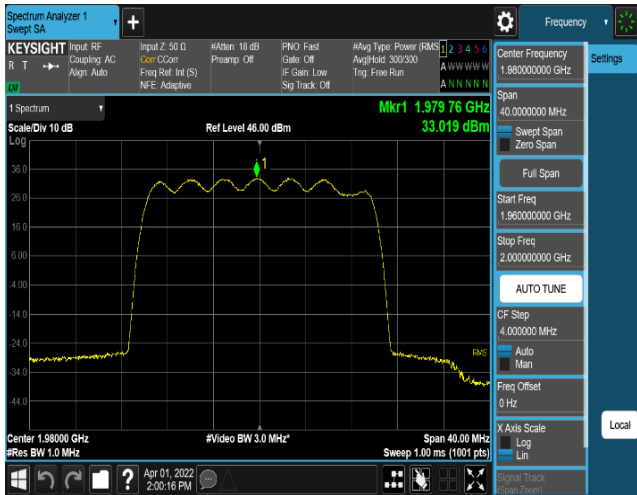 Spectrum Analyzer 1
Swept SA
Frequency
KEYSIGHT
R T
LXI
Input: RF
Coupling: AC
Align: Auto
Input Z: 50 Ω
Corr CCorr
Freq Ref: Int (S)
NFE: Adaptive
#Atten: 18 dB
Preamp: Off
PNO: Fast
Gate: Off
IF Gain: Low
Sig Track: Off
#Avg Type: Power (RMS
Avg|Hold: 300/300
Trig: Free Run
1 2 3 4 5 6
A W W W W W
A N N N N N
1 Spectrum
Scale/Div 10 dB
Log
Ref Level 46.00 dBm
Mkr1 1.979 76 GHz
33.019 dBm
1
36.0
26.0
16.0
6.00
-4.00
-14.0
-24.0
-34.0
-44.0
RMS
Center 1.98000 GHz
#Res BW 1.0 MHz
#Video BW 3.0 MHz*
Span 40.00 MHz
Sweep 1.00 ms (1001 pts)
Apr 01, 2022
2:00:16 PM
Center Frequency
1.980000000 GHz
Settings
Span
40.0000000 MHz
Swept Span
Zero Span
Full Span
Start Freq
1.960000000 GHz
Stop Freq
2.000000000 GHz
AUTO TUNE
CF Step
4.000000 MHz
Auto
Man
Freq Offset
0 Hz
X Axis Scale
Log
Lin
Local
Signal Track
(Span Zoom)